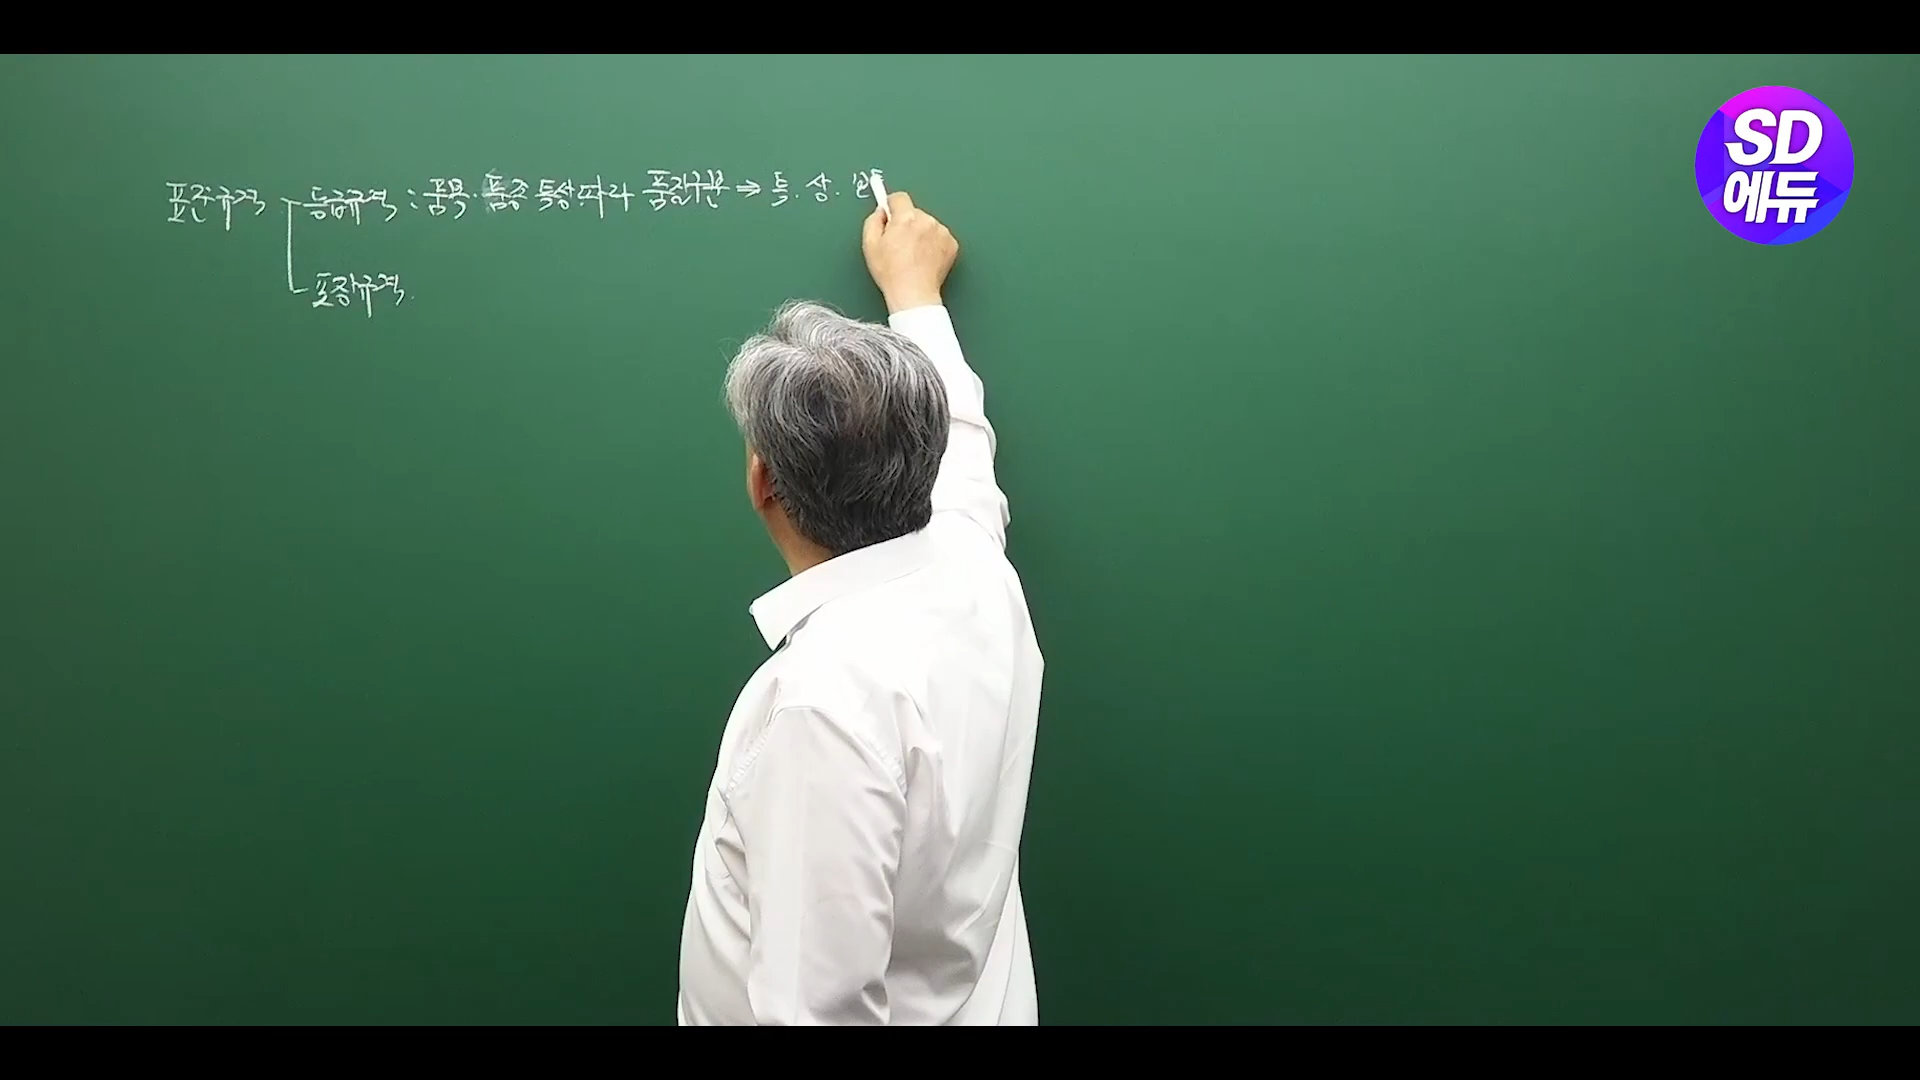 표준규격 등급규격 : 품목. 품종 특성따라 품질구분 ⇒ 특. 상. 보
포장규격.
SD
에듀